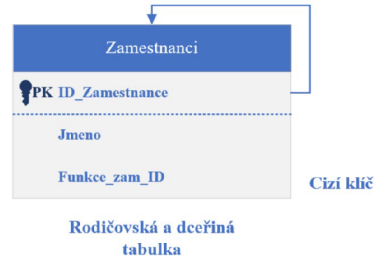 Zamestnanci
PK ID_Zamestnance
Jmeno
Funkce_zam_ID
Cizí klíč
Rodičovská a dceřiná
tabulka